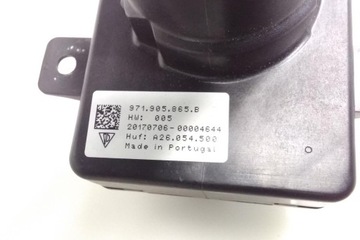 971.905.865.B
HW: 005
20170706-00004644
Huf: A26.054.500
Made in Portugal